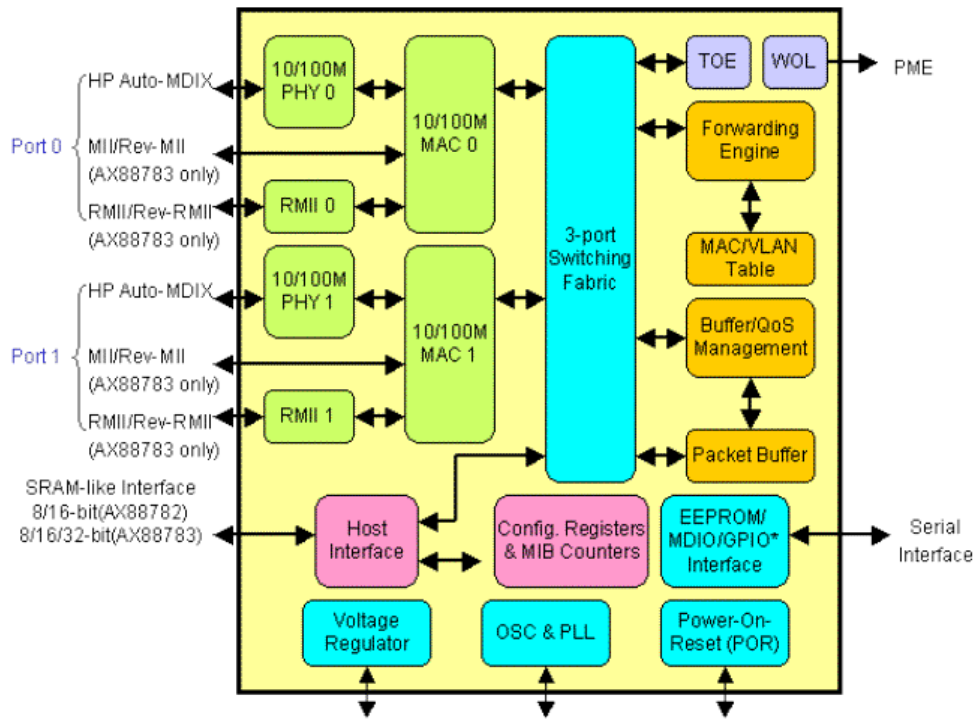 10/100M
PHY 0
10/100M
MAC 0
TOE
WOL
PME
HP Auto-MDIX
Port 0
MII/Rev-MII
(AX88783 only)
Forwarding
Engine
RMII/Rev-RMII
(AX88783 only)
RMII 0
3-port
Switching
Fabric
MAC/VLAN
Table
HP Auto-MDIX
10/100M
PHY 1
10/100M
MAC 1
Buffer/QoS
Management
Port 1
MII/Rev-MII
(AX88783 only)
RMII/Rev-RMII
(AX88783 only)
RMII 1
Packet Buffer
SRAM-like Interface
8/16-bit(AX88782)
8/16/32-bit(AX88783)
Host
Interface
Config. Registers
& MIB Counters
EEPROM/
MDIO/GPIO*
Interface
Serial
Interface
Voltage
Regulator
OSC & PLL
Power-On-
Reset (POR)